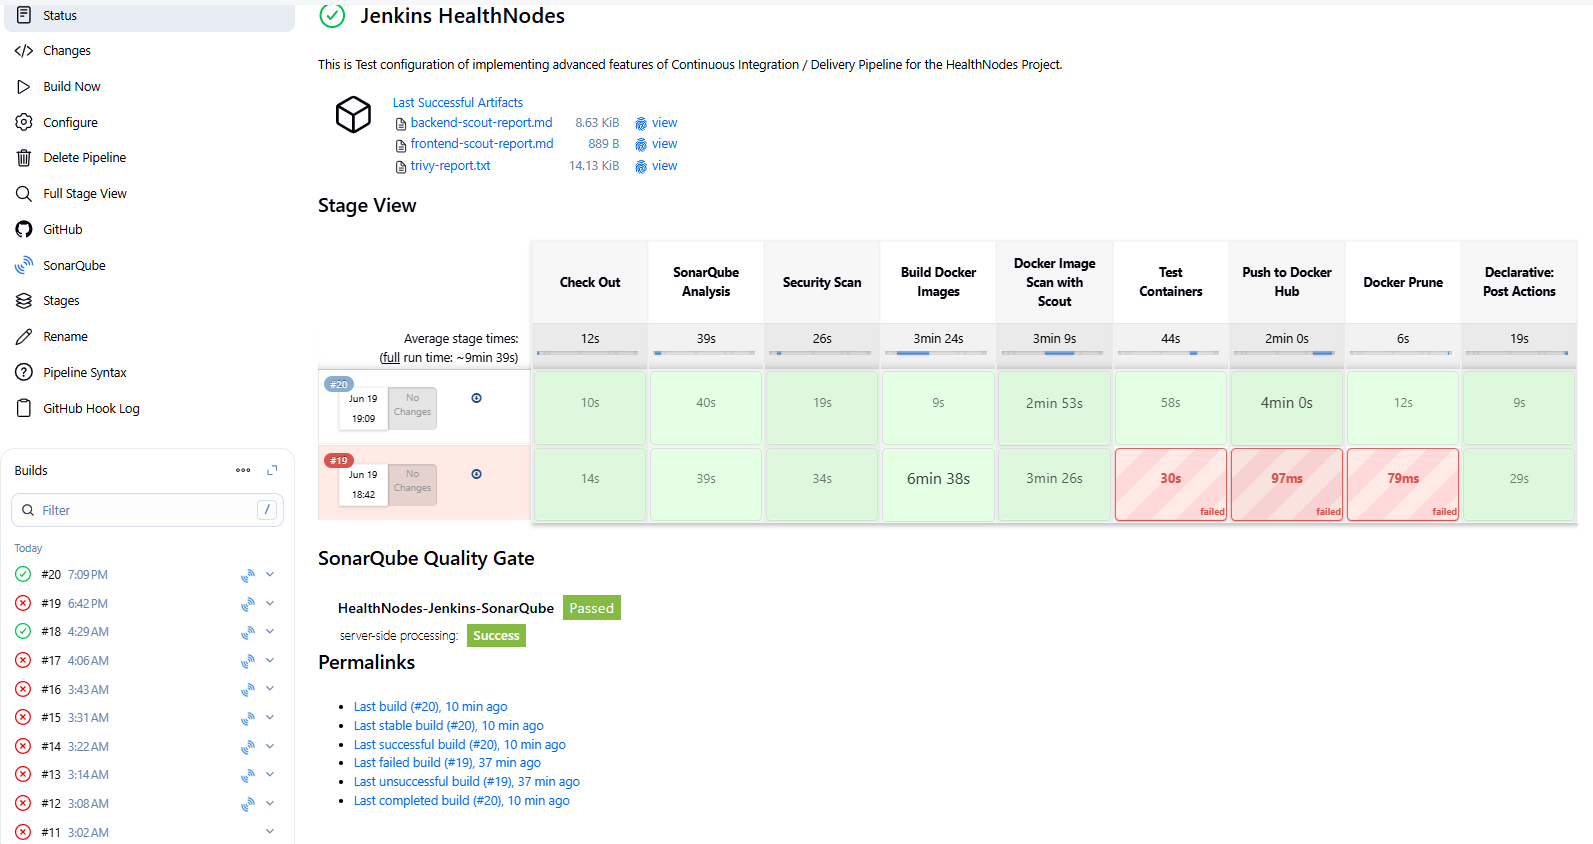 Status
Changes
Build Now
Configure
Delete Pipeline
Full Stage View
GitHub
SonarQube
Stages
Rename
Pipeline Syntax
GitHub Hook Log
Builds
Filter /
Today
#20 7:09 PM
#19 6:42 PM
#18 4:29 AM
#17 4:06 AM
#16 3:43 AM
#15 3:31 AM
#14 3:22 AM
#13 3:14 AM
#12 3:08 AM
#11 3:02 AM
Jenkins HealthNodes
This is Test configuration of implementing advanced features of Continuous Integration / Delivery Pipeline for the HealthNodes Project.
Last Successful Artifacts
backend-scout-report.md 8.63 KiB view
frontend-scout-report.md 889 B view
trivy-report.txt 14.13 KiB view
Stage View
Check Out
SonarQube
Analysis
Security Scan
Build Docker
Images
Docker Image
Scan with
Scout
Test
Containers
Push to Docker
Hub
Docker Prune
Declarative:
Post Actions
Average stage times:
(full run time: ~9min 39s)
12s 39s 26s 3min 24s 3min 9s 44s 2min 0s 6s 19s
#20
Jun 19
19:09
No
Changes
10s 40s 19s 9s 2min 53s 58s 4min 0s 12s 9s
#19
Jun 19
18:42
No
Changes
14s 39s 34s 6min 38s 3min 26s 30s 97ms 79ms 29s
failed failed failed
SonarQube Quality Gate
HealthNodes-Jenkins-SonarQube Passed
server-side processing: Success
Permalinks
Last build (#20), 10 min ago
Last stable build (#20), 10 min ago
Last successful build (#20), 10 min ago
Last failed build (#19), 37 min ago
Last unsuccessful build (#19), 37 min ago
Last completed build (#20), 10 min ago